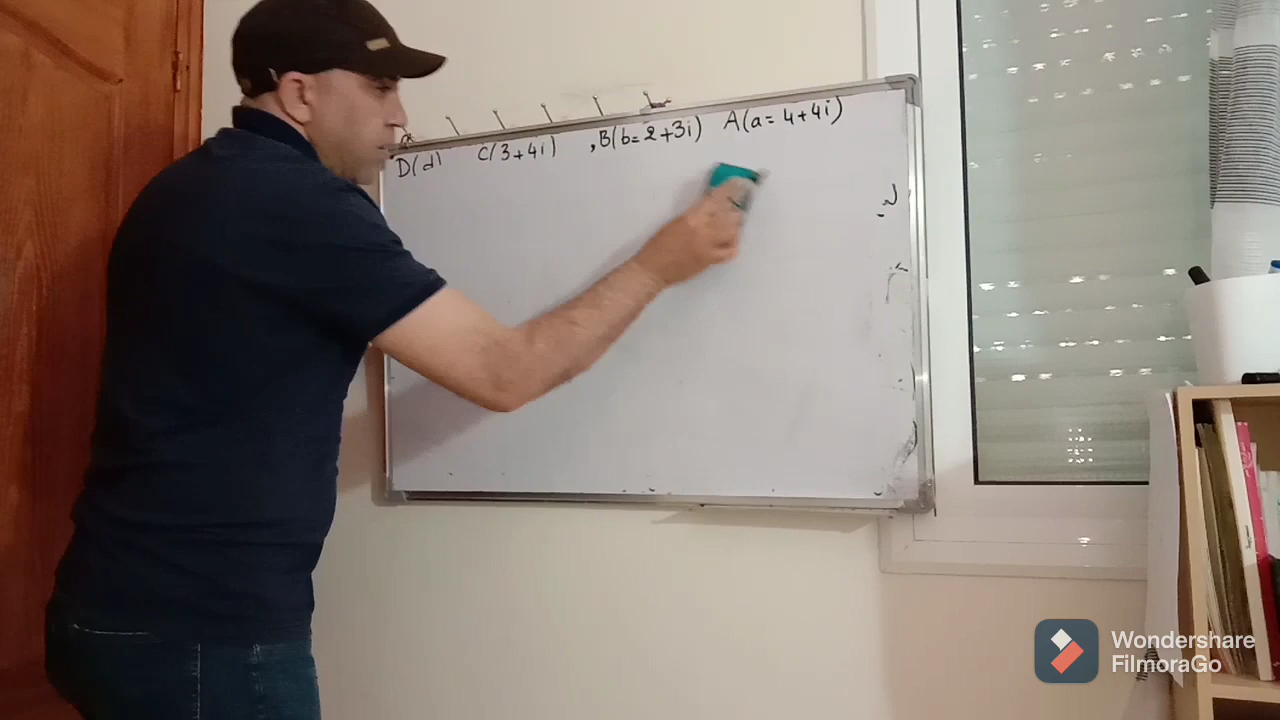 D(d) C(3+4i) ,B(b=2+3i) A(a=4+4i)
Wondershare
FilmoraGo